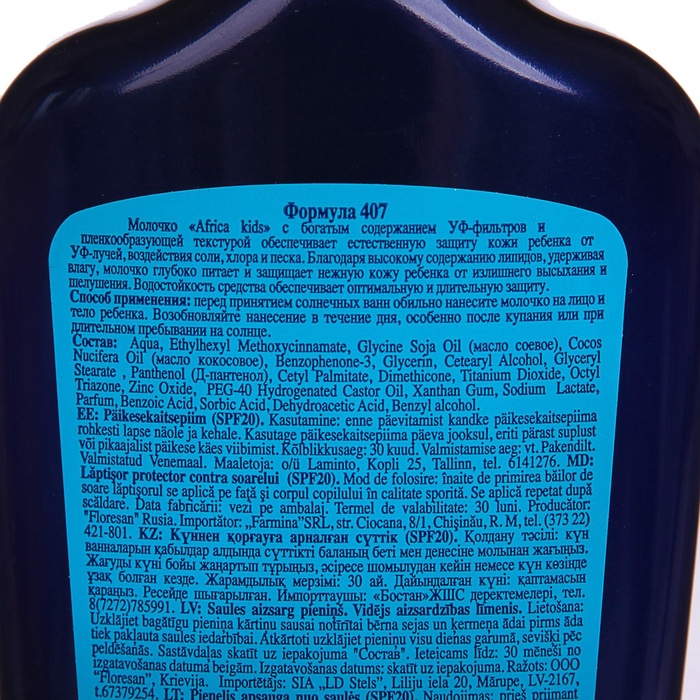 Формула 407
Молочко «Africa kids» с богатым содержанием УФ-фильтров и
пленкообразующей текстурой обеспечивает естественную защиту кожи ребенка от
УФ-лучей, воздействия соли, хлора и песка. Благодаря высокому содержанию липидов, удерживая
влагу, молочко глубоко питает и защищает нежную кожу ребенка от излишнего высыхания и
шелушения. Водостойкость средства обеспечивает оптимальную и длительную защиту.
Способ применения: перед принятием солнечных ванн обильно нанесите молочко на лицо и
тело ребёнка. Возобновляйте нанесение в течение дня, особенно после купания или при
длительном пребывании на солнце.
Состав: Aqua, Ethylhexyl Methoxycinnamate, Glycine Soja Oil (масло соевое), Cocos
Nucifera Oil (масло кокосовое), Benzophenone-3, Glycerin, Cetearyl Alcohol, Glyceryl
Stearate , Panthenol (Д-пантенол), Cetyl Palmitate, Dimethicone, Titanium Dioxide, Octyl
Triazone, Zinc Oxide, PEG-40 Hydrogenated Castor Oil, Xanthan Gum, Sodium Lactate,
Parfum, Benzoic Acid, Sorbic Acid, Dehydroacetic Acid, Benzyl alcohol.
EE: Päikesekaitsepiim (SPF20). Kasutamine: enne päevitamist kandke päikesekaitsepiima
rohkesti lapse näole ja kehale. Kasutage päikesekaitsepiima päeva jooksul, eriti pärast suplust
või pikaajalist päikese käes viibimist. Kõlblikkusaeg: 30 kuud. Valmistamise aeg: vt. Pakendilt.
Valmistatud Venemaal. Maaletooja: o/ü Laminto, Kopli 25, Tallinn, tel. 6141276. MD:
Lăptişor protector contra soarelui (SPF20). Mod de folosire: înaite de primirea băilor de
soare lăptişorul se aplică pe faţă şi corpul copilului în calitate sporită. Se aplică repetat după
scăldare. Data fabricării: vezi pe ambalaj. Termel de valabilitate: 30 luni. Producător:
"Floresan" Rusia. Importător: „Farmina”SRL, str. Ciocana, 8/1, Chişinău, R. M, tel.(373 22)
421-801. KZ: Күннен қорғауға арналған сүттік (SPF20). Қолдану тәсілі: күн
ванналарын қабылдар алдында сүттікті баланың беті мен денесіне молынан жағыңыз.
Жағуды күні бойы жаңартып тұрыңыз, әсіресе шомылудан кейін немесе күн көзінде
ұзақ болған кезде. Жарамдылық мерзімі: 30 ай. Дайындалған күні: қаптамасын
қараңыз. Ресейде шығарылған. Импорттаушы: «Бостан»ЖШС деректемелері, тел.
8(7272)785991. LV: Saules aizsarg pieniņš. Vidējs aizsardzības līmenis. Lietošana:
Uzklājiet bagātīgu pieniņa kārtiņu sausai notīrītai bērna sejas un ķermeņa ādai pirms āda
tiek pakļauta saules iedarbībai. Atkārtoti uzklājiet pieniņu visu dienas garumā, sevišķi pēc
peldēšanās. Sastāvdaļas skatīt uz iepakojuma "Состав". Ieteicams līdz: 30 mēneši no
izgatavošanas datuma beigām. Izgatavošanas datums: skatīt uz iepakojuma. Ražots: OOO
"Floresan", Krievija. Importētājs: SIA „LD Stels”, Liliju iela 20, Mārupe, LV-2167,
t.67379254. LT: Pienelis apsauga nuo saulės (SPF20). Naudojimas: prieš priimant